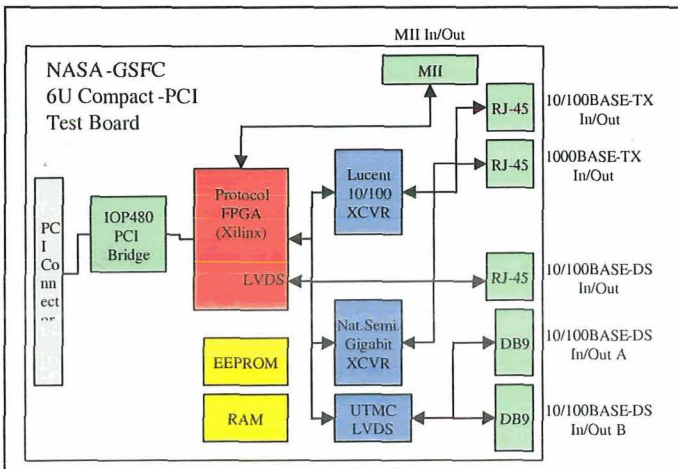 MII In/Out
NASA-GSFC
6U Compact-PCI
Test Board
MII
RJ-45
10/100BASE-TX
In/Out
RJ-45
1000BASE-TX
In/Out
Lucent
10/100
XCVR
Protocol
FPGA
(Xilinx)
LVDS
IOP480
PCI
Bridge
PC
I Co
nn
ect
or
RJ-45
10/100BASE-DS
In/Out
Nat.Semi.
Gigabit
XCVR
DB9
10/100BASE-DS
In/Out A
EEPROM
RAM
UTMC
LVDS
DB9
10/100BASE-DS
In/Out B